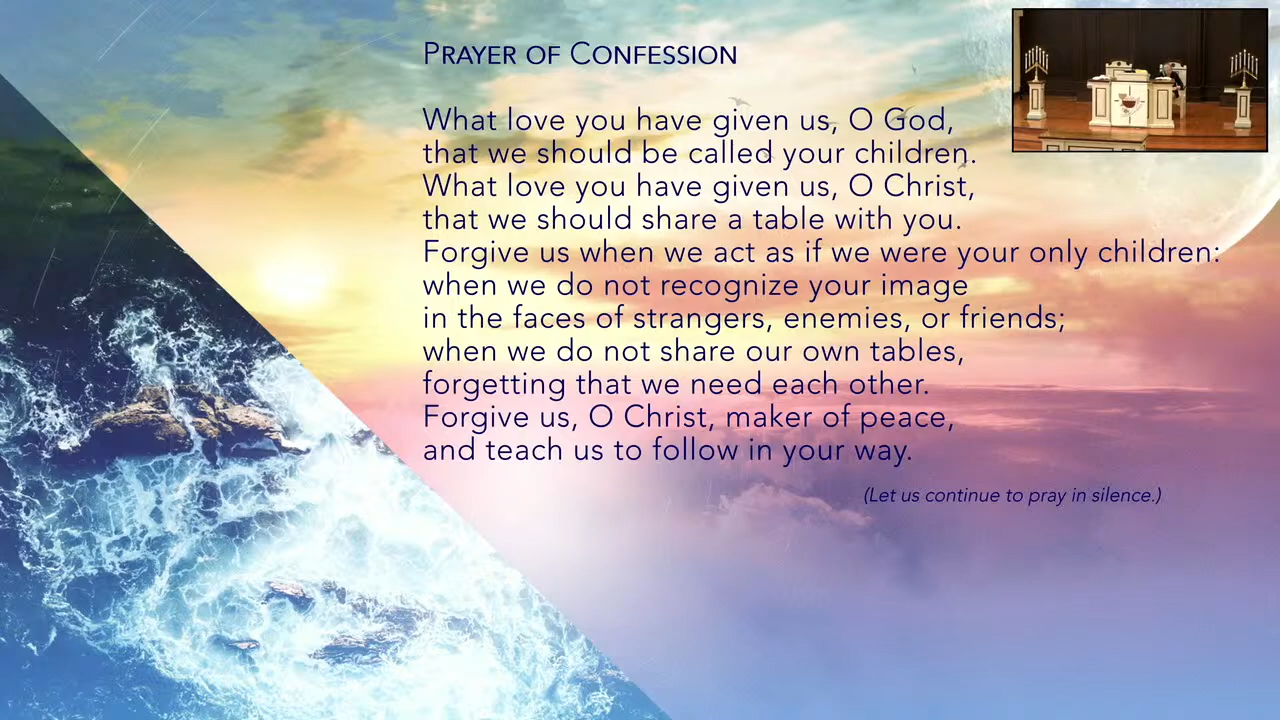 PRAYER OF CONFESSION
What love you have given us, O God,
that we should be called your children.
What love you have given us, O Christ,
that we should share a table with you.
Forgive us when we act as if we were your only children:
when we do not recognize your image
in the faces of strangers, enemies, or friends;
when we do not share our own tables,
forgetting that we need each other.
Forgive us, O Christ, maker of peace,
and teach us to follow in your way.
(Let us continue to pray in silence.)